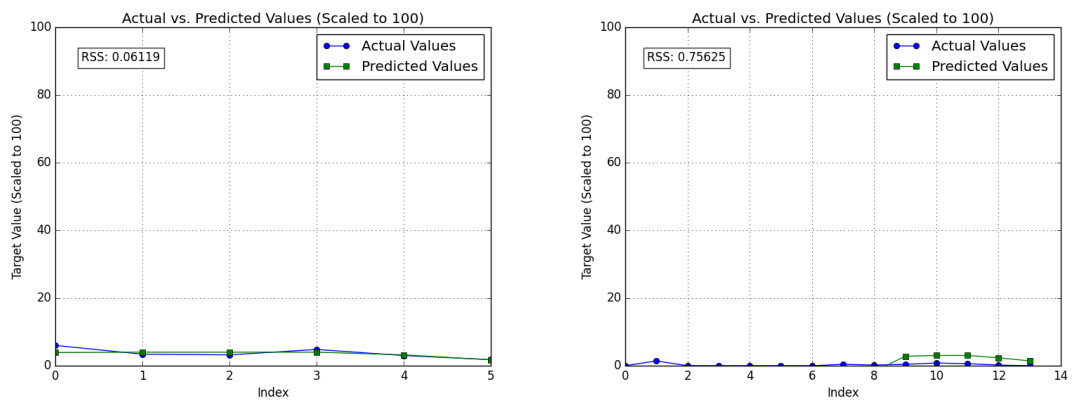 Actual vs. Predicted Values (Scaled to 100)
100
80
60
40
20
0
Target Value (Scaled to 100)
RSS: 0.06119
Actual Values
Predicted Values
0 1 2 3 4 5
Index
Actual vs. Predicted Values (Scaled to 100)
100
80
60
40
20
0
Target Value (Scaled to 100)
RSS: 0.75625
Actual Values
Predicted Values
0 2 4 6 8 10 12 14
Index